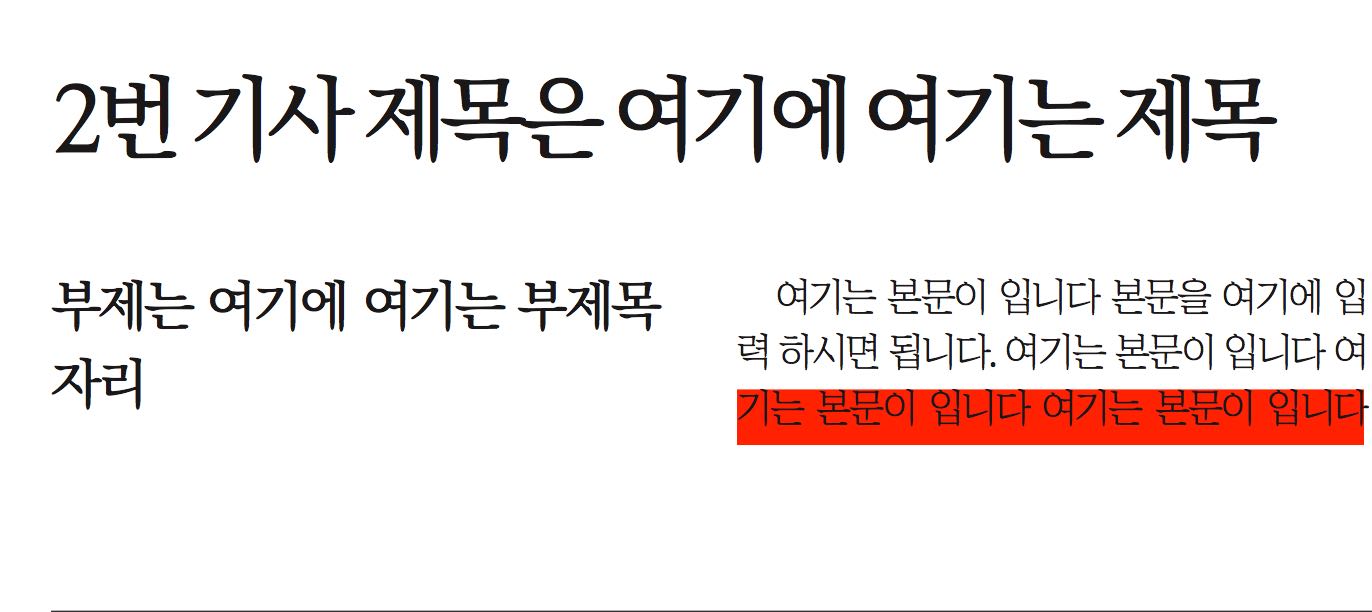 2번 기사 제목은 여기에 여기는 제목
부제는 여기에 여기는 부제목
자리
여기는 본문이 입니다 본문을 여기에 입
력 하시면 됩니다. 여기는 본문이 입니다 여
기는 본문이 입니다 여기는 본문이 입니다